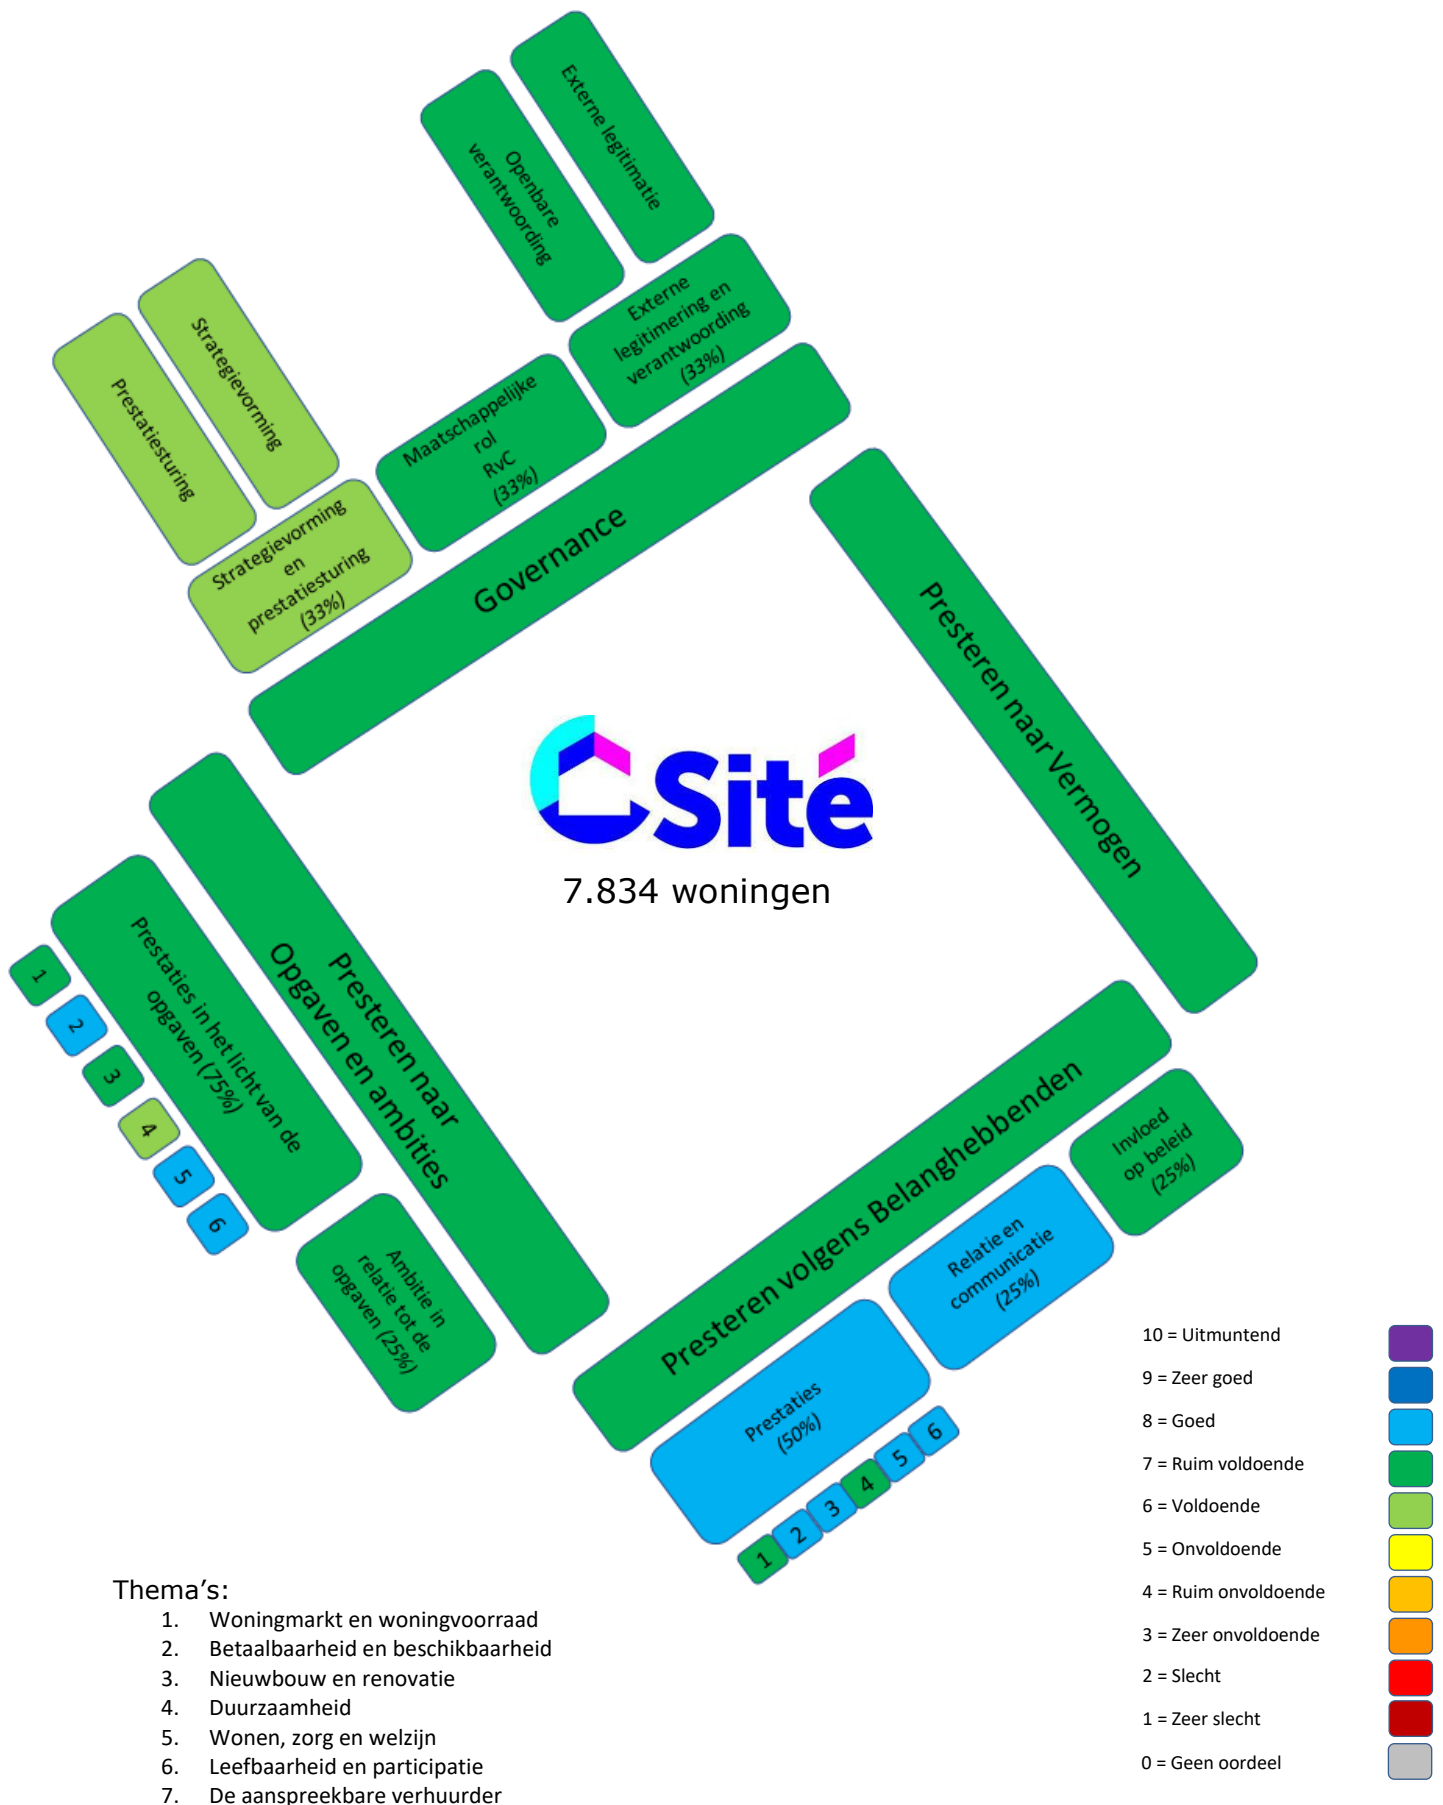 Externe legitimatie
Openbare
verantwoording
Externe
legitimering en
verantwoording
(33%)
Strategievorming
Prestatiesturing
Maatschappelijke
rol
RvC
(33%)
Strategievorming
en
prestatiesturing
(33%)
Governance
Presteren naar Vermogen
Sité
7.834 woningen
Presteren naar
Opgaven en ambities
Prestaties in het licht van de
opgaven (75%)
1
2
3
4
5
6
Ambitie in
relatie tot de
opgaven (25%)
Presteren volgens Belanghebbenden
Invloed
op beleid
(25%)
Relatie en
communicatie
(25%)
Prestaties
(50%)
1
2
3
4
5
6
10 = Uitmuntend
9 = Zeer goed
8 = Goed
7 = Ruim voldoende
6 = Voldoende
5 = Onvoldoende
4 = Ruim onvoldoende
3 = Zeer onvoldoende
2 = Slecht
1 = Zeer slecht
0 = Geen oordeel
Thema's:
1. Woningmarkt en woningvoorraad
2. Betaalbaarheid en beschikbaarheid
3. Nieuwbouw en renovatie
4. Duurzaamheid
5. Wonen, zorg en welzijn
6. Leefbaarheid en participatie
7. De aanspreekbare verhuurder